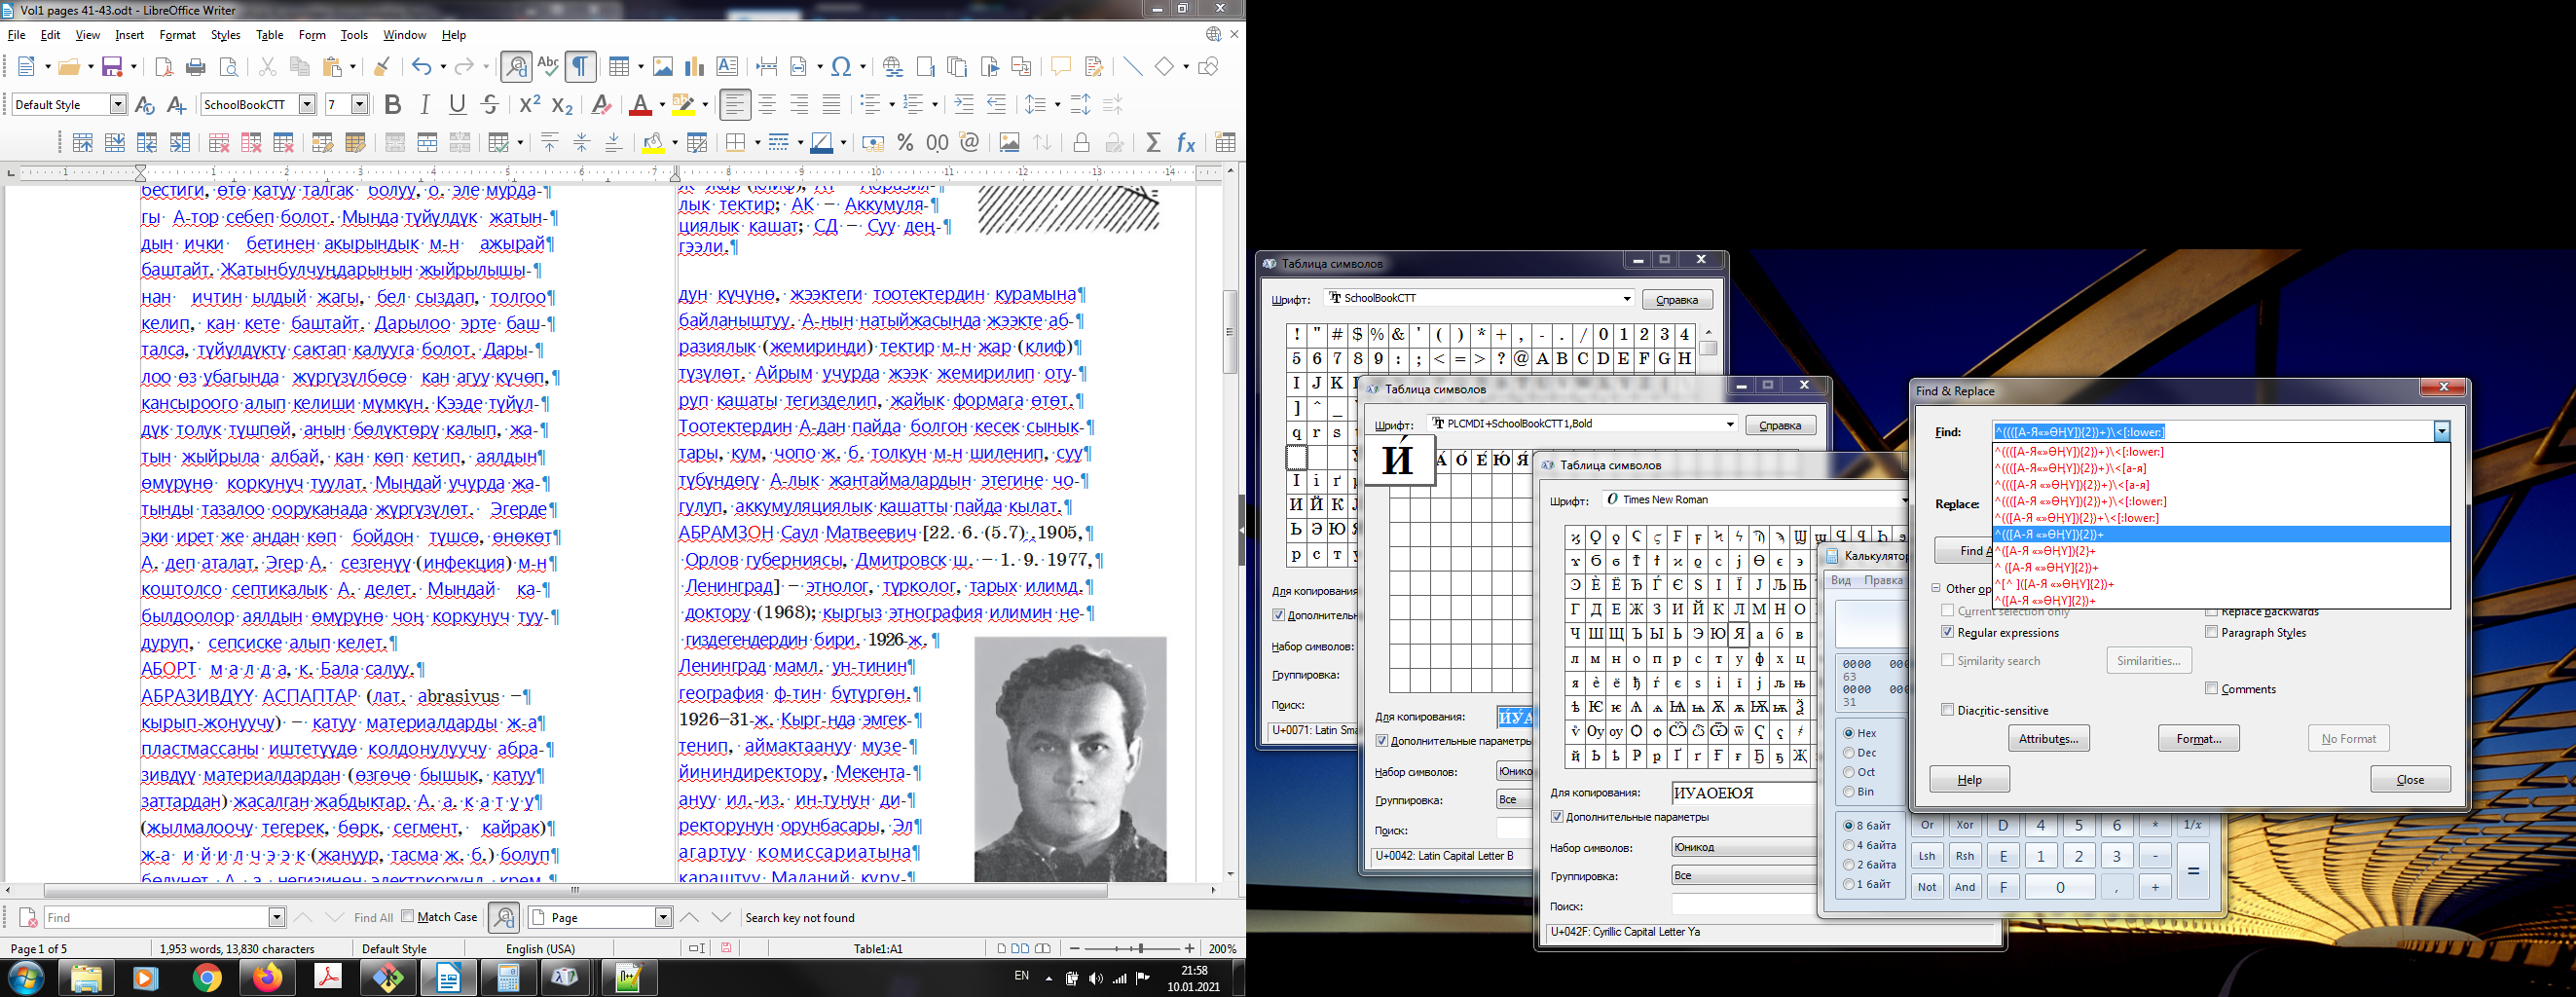 Vol1 pages 41-43.odt - LibreOffice Writer
File Edit View Insert Format Styles Table Form Tools Window Help
Default Style SchoolBookCTT 7
бестиги, өтө катуу талгак болуу, о. эле мурда-
гы А-тор себеп болот. Мында түйүлдүк жатын-
дын ички бетинен акырындык м-н ажырай
баштайт. Жатынбулчуңдарынын жыйрылышы-
нан ичтин ылдый жагы, бел сыздап, толгоо
келип, кан кете баштайт. Дарылоо эрте баш-
талса, түйүлдүктү сактап калууга болот. Дары-
лоо өз убагында жүргүзүлбөсө кан агуу күчөп,
кансыроого алып келиши мүмкүн. Кээде түйүл-
дүк толук түшпөй, анын бөлүктөрү калып, жа-
тын жыйрыла албай, кан көп кетип, аялдын
өмүрүнө коркунуч туулат. Мындай учурда жа-
тынды тазалоо ооруканада жүргүзүлөт. Эгерде
эки ирет же андан көп бойдон түшсө, өнөкөт
А. деп аталат. Эгер А. сезгенүү (инфекция) м-н
коштолсо септикалык А. делет. Мындай ка-
былдоолор аялдын өмүрүнө чоң коркунуч туу-
дуруп, сепсиске алып келет.
АБОРТ м а л д а, к. Бала салуу.
АБРАЗИВДҮҮ АСПАПТАР (лат. abrasivus –
кырып-жонуучу) – катуу материалдарды ж-а
пластмассаны иштетүүдө колдонулуучу абра-
зивдүү материалдардан (өзгөчө бышык, катуу
заттардан) жасалган жабдыктар. А. а. к а т у у
(жылмалоочу тегерек, бөрк, сегмент, кайрак)
ж-а и й и л ч э э к (жануур, тасма ж. б.) болуп
лык тектир; АК – Аккумуля-
циялык кашат; СД – Суу дең-
гээли.
дүн күчүнө, жээктеги тоотектердин курамына
байланыштуу. А-нын натыйжасында жээкте аб-
разиялык (жемиринди) тектир м-н жар (клиф)
түзүлөт. Айрым учурда жээк жемирилип оту-
руп кашаты тегизделип, жайык формага өтөт.
Тоотектердин А-дан пайда болгон кесек сынык-
тары, кум, чопо ж. б. толкун м-н шиленип, суу
түбүндөгү А-лык жантаймалардын этегине чо-
гулуп, аккумуляциялык кашатты пайда кылат.
АБРАМЗОН Саул Матвеевич [22. 6. (5.7) .1905,
Орлов губерниясы, Дмитровск ш. – 1. 9. 1977,
Ленинград] – этнолог, түрколог, тарых илимд.
доктору (1968); кыргыз этнография илимин не-
гиздегендердин бири. 1926-ж.
Ленинград мамл. ун-тинин
география ф-тин бүтүргөн.
1926–31-ж. Кырг-нда эмгек-
тенип, аймактаануу музе-
йининдиректору, Мекента-
ануу ил.-из. ин-тунун ди-
ректорунун орунбасары, Эл
агартуу комиссариатына
караштуу Маданий куру-
Find Find All Match Case Page Search key not found
Page 1 of 5 1,953 words, 13,830 characters Default Style English (USA) Table1:A1 200%
EN 21:58
10.01.2021
Таблица символов
Шрифт: SchoolBookCTT Справка
! " # $ % & ' ( ) * + , - . / 0 1 2 3 4
5 6 7 8 9 : ; < = > ? @ A B C D E F G H
Для копирования
Дополнительн
Набор символов:
Группировка:
Поиск:
U+0071: Latin Sma
Таблица символов
Шрифт: PLCMDI+SchoolBookCTT1,Bold Справка
И́
А́ О́ Е́ Ю́ Я́
Для копирования:
Дополнительные параметры
Набор символов: Юнико
Группировка: Все
Поиск:
U+0042: Latin Capital Letter B
Таблица символов
Шрифт: Times New Roman
Г Д Е Ж З И Й К Л М Н О
Ч Ш Щ Ъ Ы Ь Э Ю Я а б в
л м н о п р с т у ф х ц
Для копирования: ИУАОЕЮЯ
Дополнительные параметры
Набор символов: Юникод
Группировка: Все
Поиск:
U+042F: Cyrillic Capital Letter Ya
Калькулятор
Вид Правка
0000 000
63
0000 000
31
Hex
Dec
Oct
Bin
8 байт
4 байта
2 байта
1 байт
Or Xor D 4 5 6 * 1/x
Lsh Rsh E 1 2 3 - =
Not And F 0 , +
Find & Replace
Find: ^((([А-Я«»ӨҢҮ]){2})+)\<[:lower:]
^((([А-Я«»ӨҢҮ]){2})+)\<[:lower:]
^((([А-Я«»ӨҢҮ]){2})+)\<[а-я]
^((([А-Я«»ӨҢҮ]){2})+)\<[а-я]
^((([А-Я«»ӨҢҮ]){2})+)\<[:lower:]
^(([А-Я«»ӨҢҮ]){2})+\<[:lower:]
^(([А-Я«»ӨҢҮ]){2})+
^([А-Я «»ӨҢҮ]){2}+
^ ([А-Я «»ӨҢҮ]{2})+
^[^ ]([А-Я «»ӨҢҮ]{2})+
^([А-Я «»ӨҢҮ]{2})+
Replace:
Find A
Other op
Current selection only Replace backwards
Regular expressions Paragraph Styles
Similarity search Similarities...
Comments
Diacritic-sensitive
Attributes... Format... No Format
Help Close